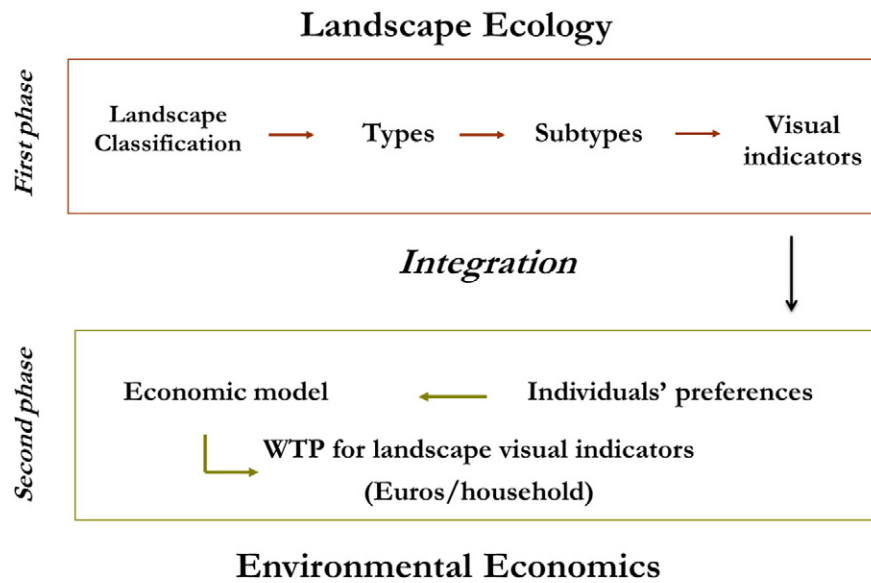 Landscape Ecology
First phase
Landscape
Classification
Types
Subtypes
Visual
indicators
Integration
Second phase
Economic model
Individuals’ preferences
WTP for landscape visual indicators
(Euros/household)
Environmental Economics